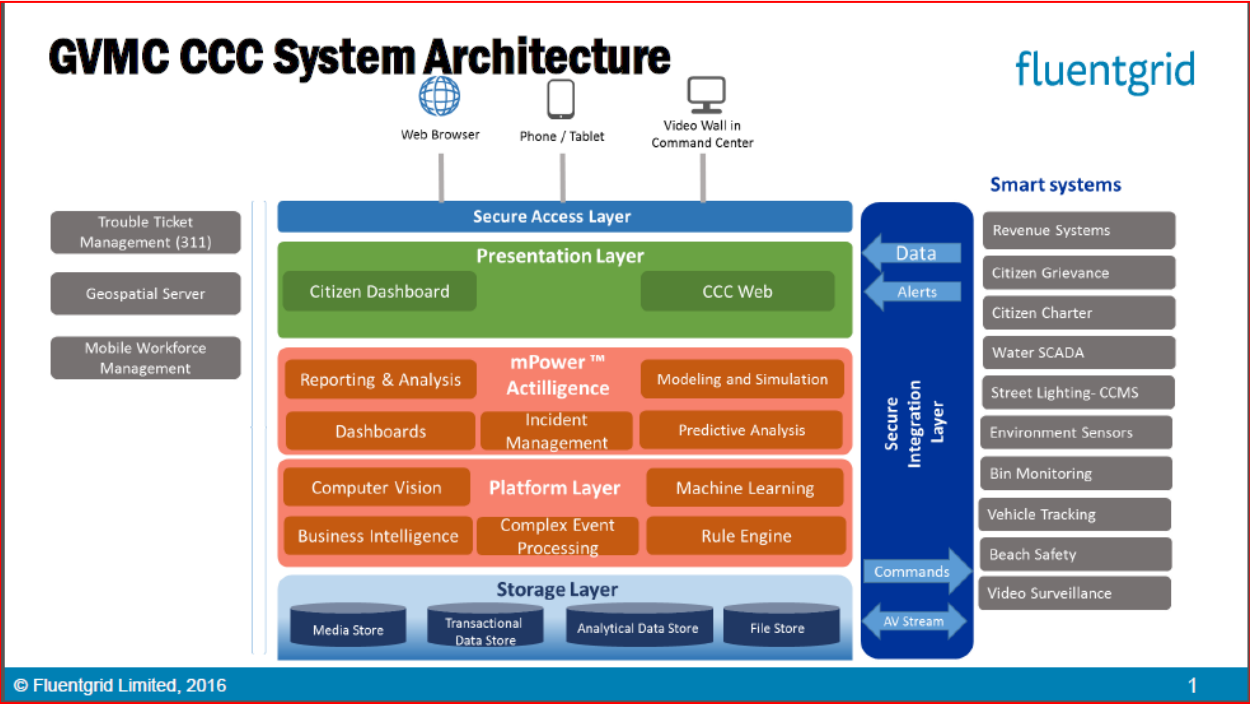 GVMC CCC System Architecture
fluentgrid
Web Browser
Phone / Tablet
Video Wall in
Command Center
Smart systems
Trouble Ticket
Management (311)
Geospatial Server
Mobile Workforce
Management
Secure Access Layer
Presentation Layer
Citizen Dashboard
CCC Web
mPower ™
Actilligence
Reporting & Analysis
Modeling and Simulation
Dashboards
Incident
Management
Predictive Analysis
Computer Vision
Platform Layer
Machine Learning
Business Intelligence
Complex Event
Processing
Rule Engine
Storage Layer
Media Store
Transactional
Data Store
Analytical Data Store
File Store
Data
Alerts
Secure
Integration
Layer
Commands
AV Stream
Revenue Systems
Citizen Grievance
Citizen Charter
Water SCADA
Street Lighting- CCMS
Environment Sensors
Bin Monitoring
Vehicle Tracking
Beach Safety
Video Surveillance
© Fluentgrid Limited, 2016
1